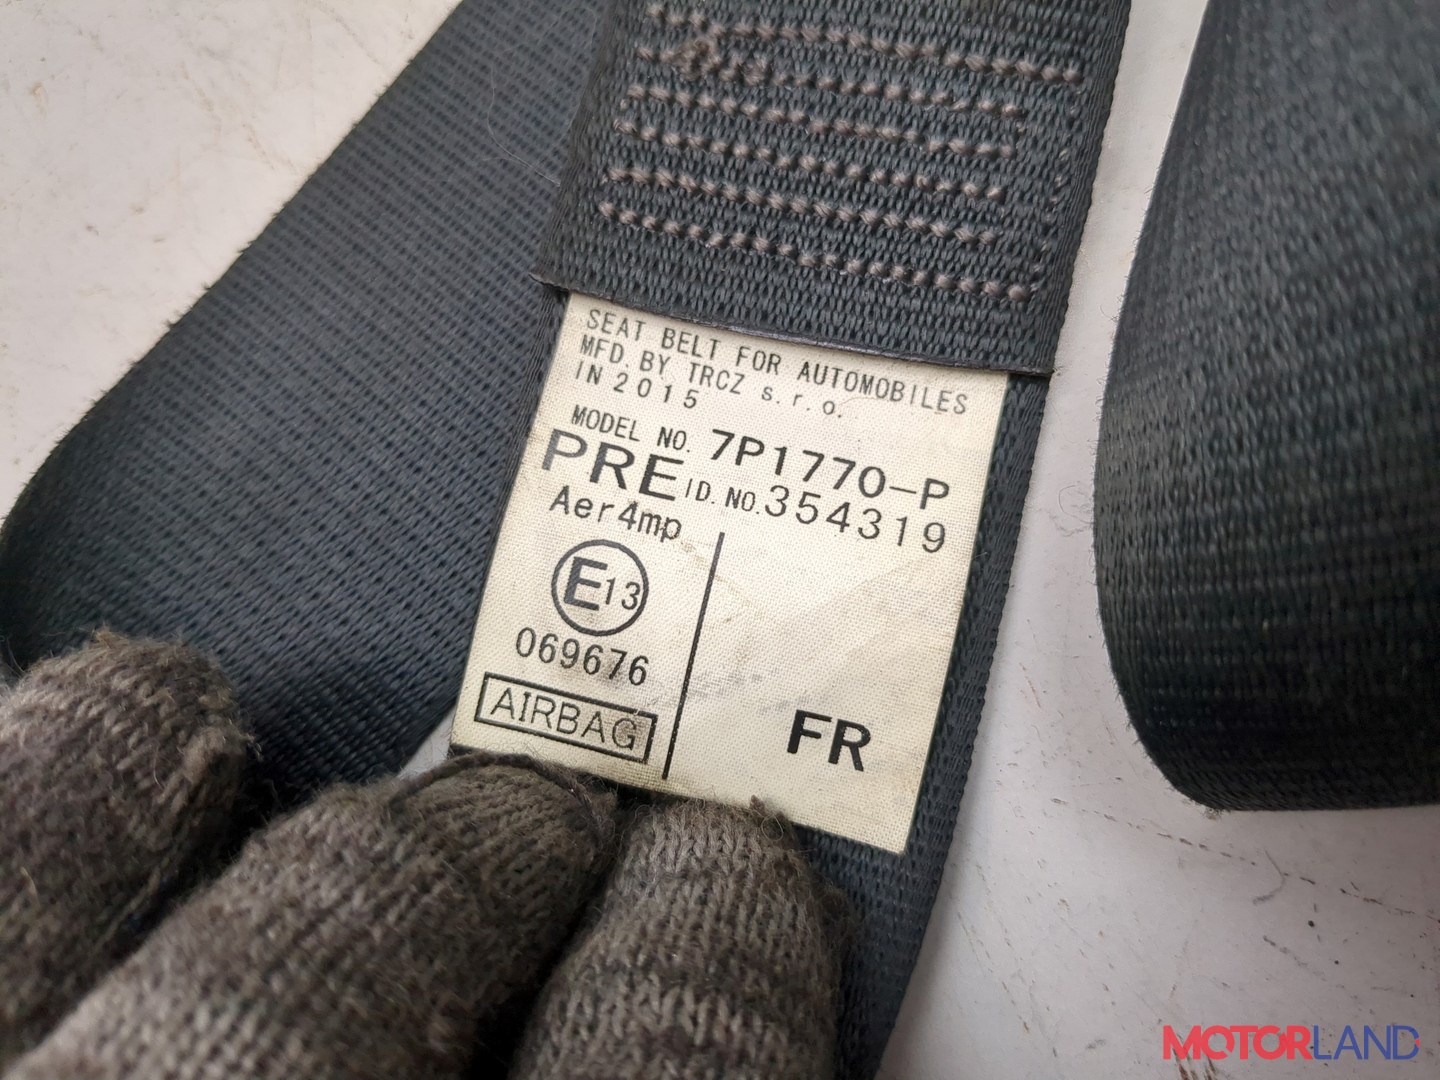 SEAT BELT FOR AUTOMOBILES
MFD. BY TRCZ s.r.o.
IN 2015
MODEL NO. 7P1770-P
PRE ID. NO. 354319
Aer4mp
E13
069676
AIRBAG
FR
MOTORLAND